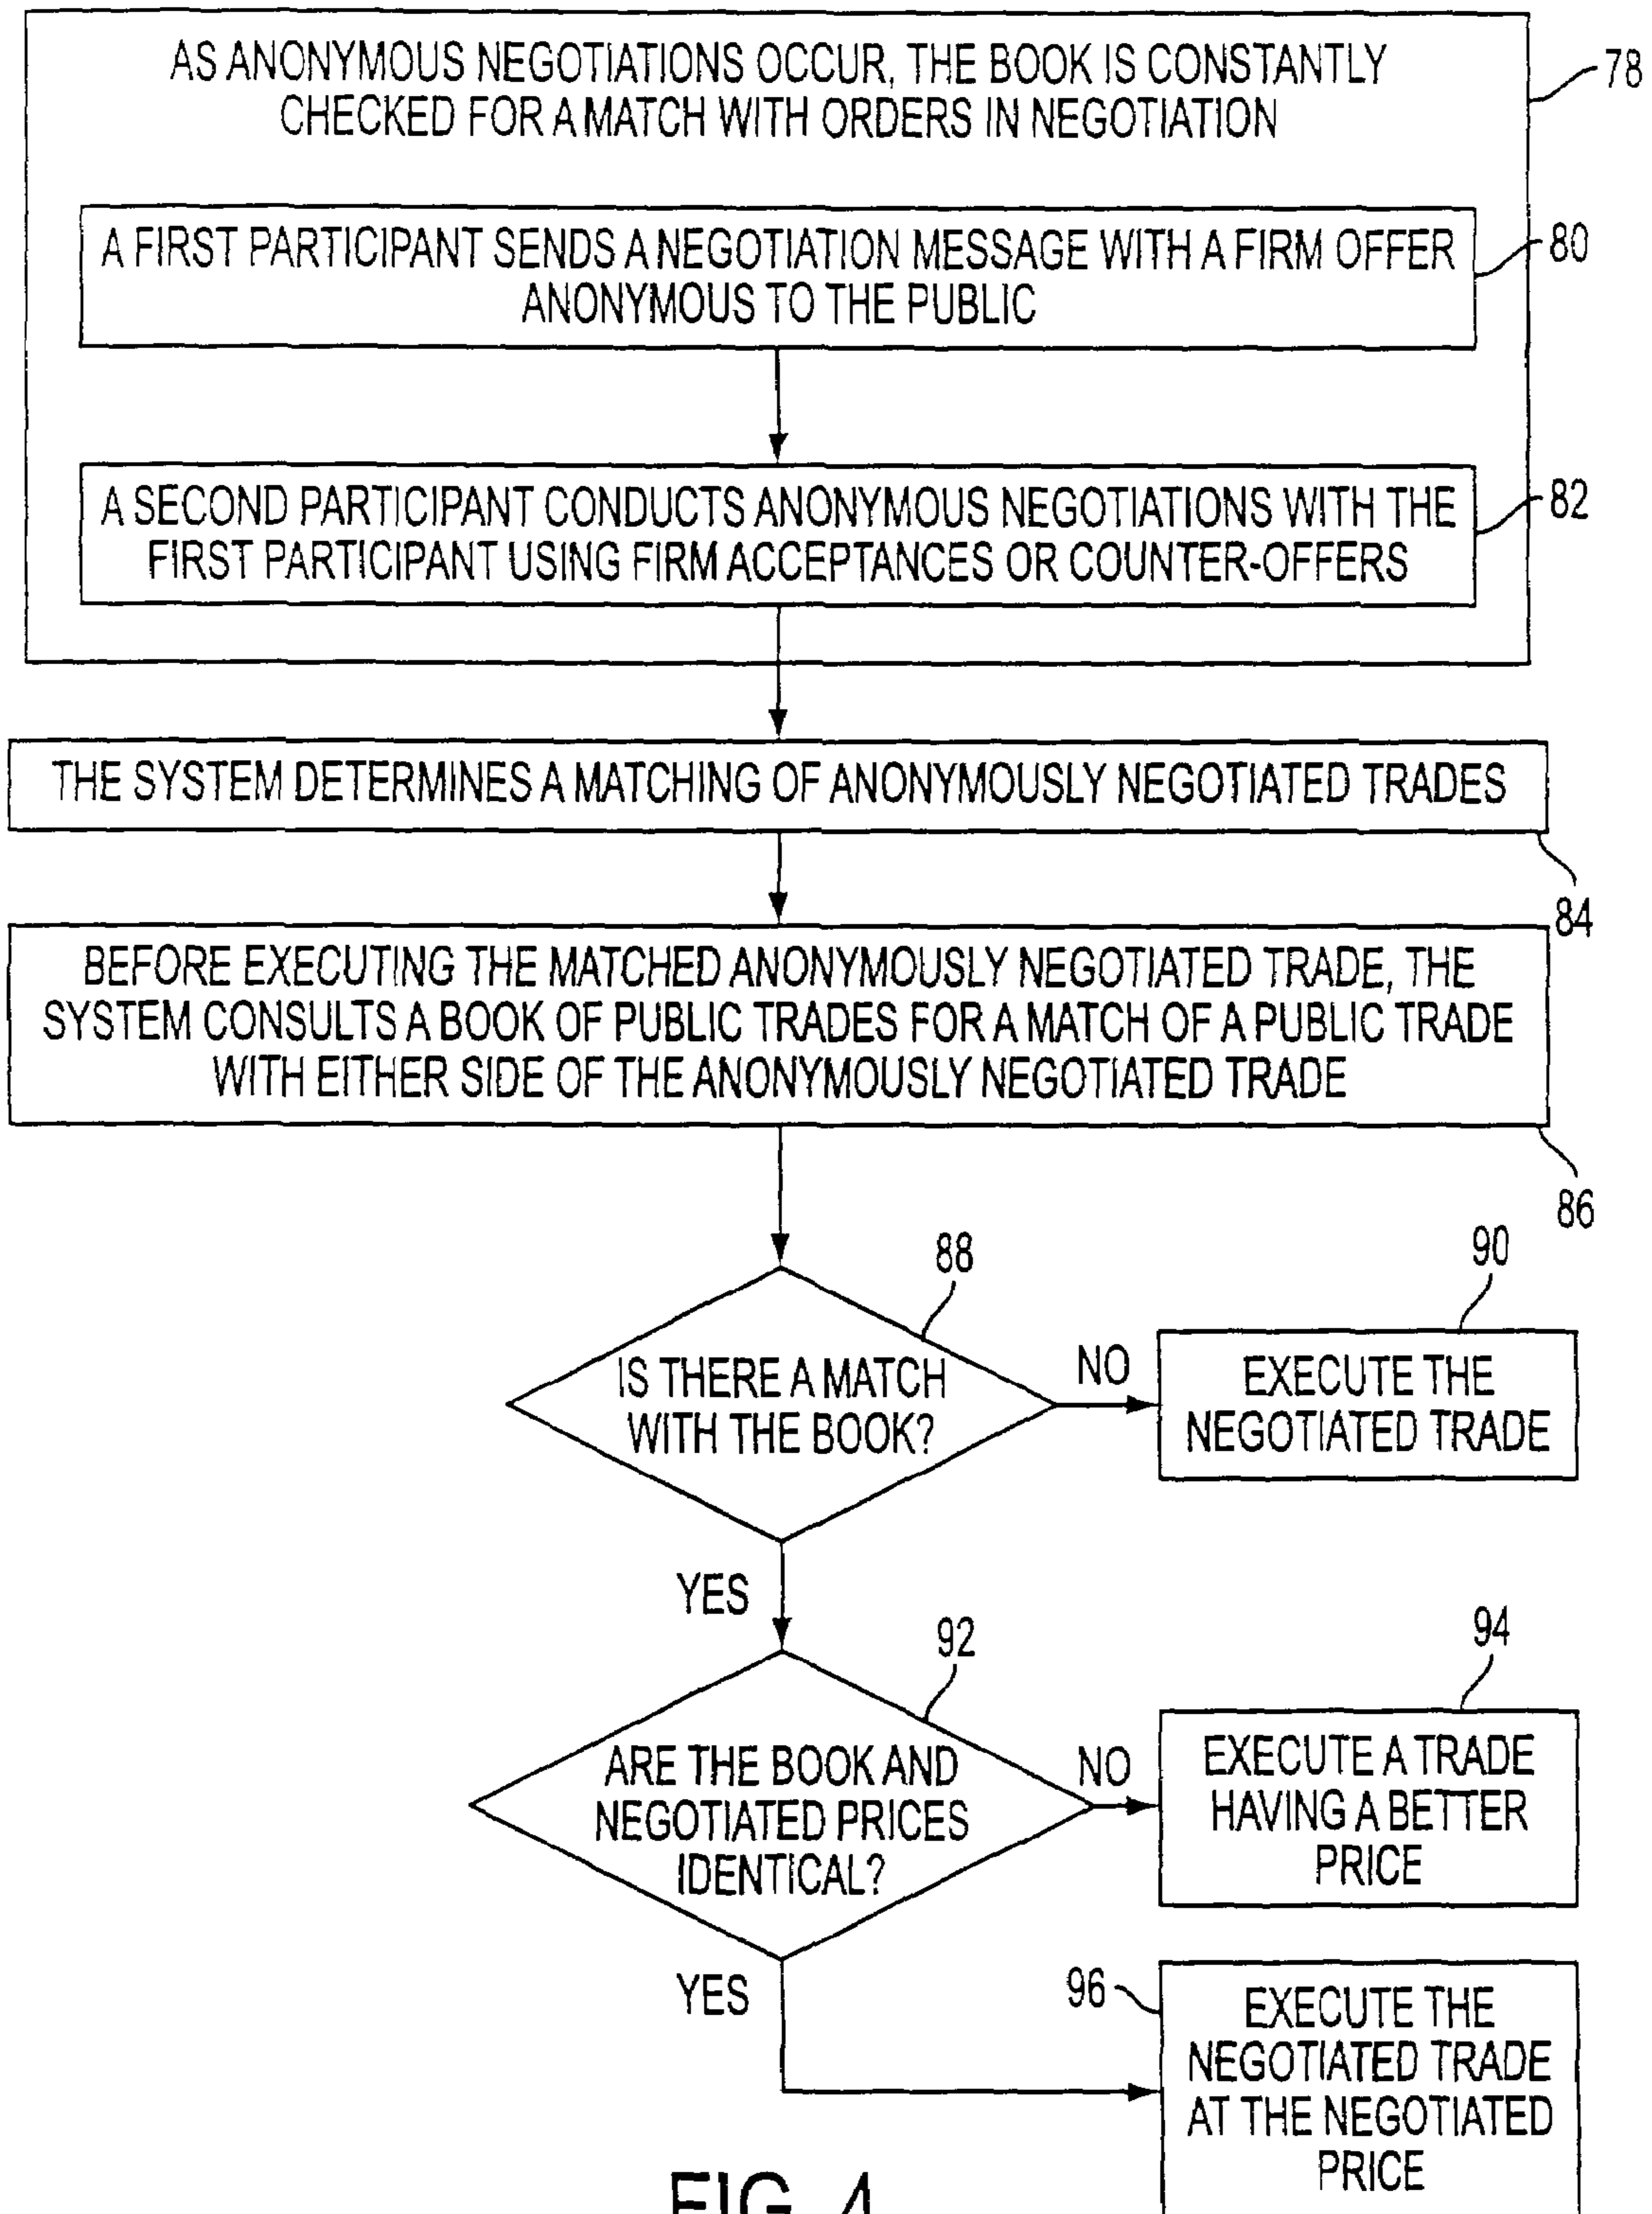 AS ANONYMOUS NEGOTIATIONS OCCUR, THE BOOK IS CONSTANTLY
CHECKED FOR A MATCH WITH ORDERS IN NEGOTIATION
78
A FIRST PARTICIPANT SENDS A NEGOTIATION MESSAGE WITH A FIRM OFFER
ANONYMOUS TO THE PUBLIC
80
A SECOND PARTICIPANT CONDUCTS ANONYMOUS NEGOTIATIONS WITH THE
FIRST PARTICIPANT USING FIRM ACCEPTANCES OR COUNTER-OFFERS
82
THE SYSTEM DETERMINES A MATCHING OF ANONYMOUSLY NEGOTIATED TRADES
84
BEFORE EXECUTING THE MATCHED ANONYMOUSLY NEGOTIATED TRADE, THE
SYSTEM CONSULTS A BOOK OF PUBLIC TRADES FOR A MATCH OF A PUBLIC TRADE
WITH EITHER SIDE OF THE ANONYMOUSLY NEGOTIATED TRADE
86
88
IS THERE A MATCH
WITH THE BOOK?
NO
90
EXECUTE THE
NEGOTIATED TRADE
YES
92
ARE THE BOOK AND
NEGOTIATED PRICES
IDENTICAL?
NO
94
EXECUTE A TRADE
HAVING A BETTER
PRICE
YES
96
EXECUTE THE
NEGOTIATED TRADE
AT THE NEGOTIATED
PRICE
FIG. 4